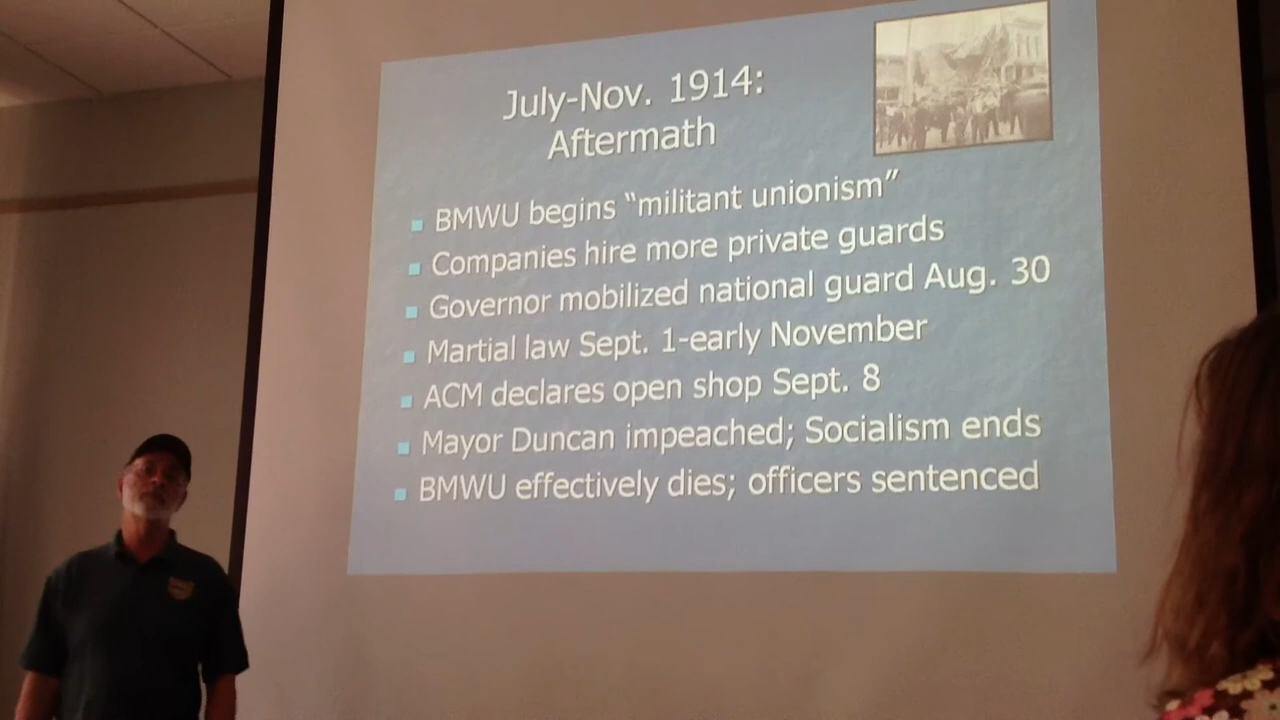 July-Nov. 1914:
Aftermath
BMWU begins “militant unionism”
Companies hire more private guards
Governor mobilized national guard Aug. 30
Martial law Sept. 1-early November
ACM declares open shop Sept. 8
Mayor Duncan impeached; Socialism ends
BMWU effectively dies; officers sentenced